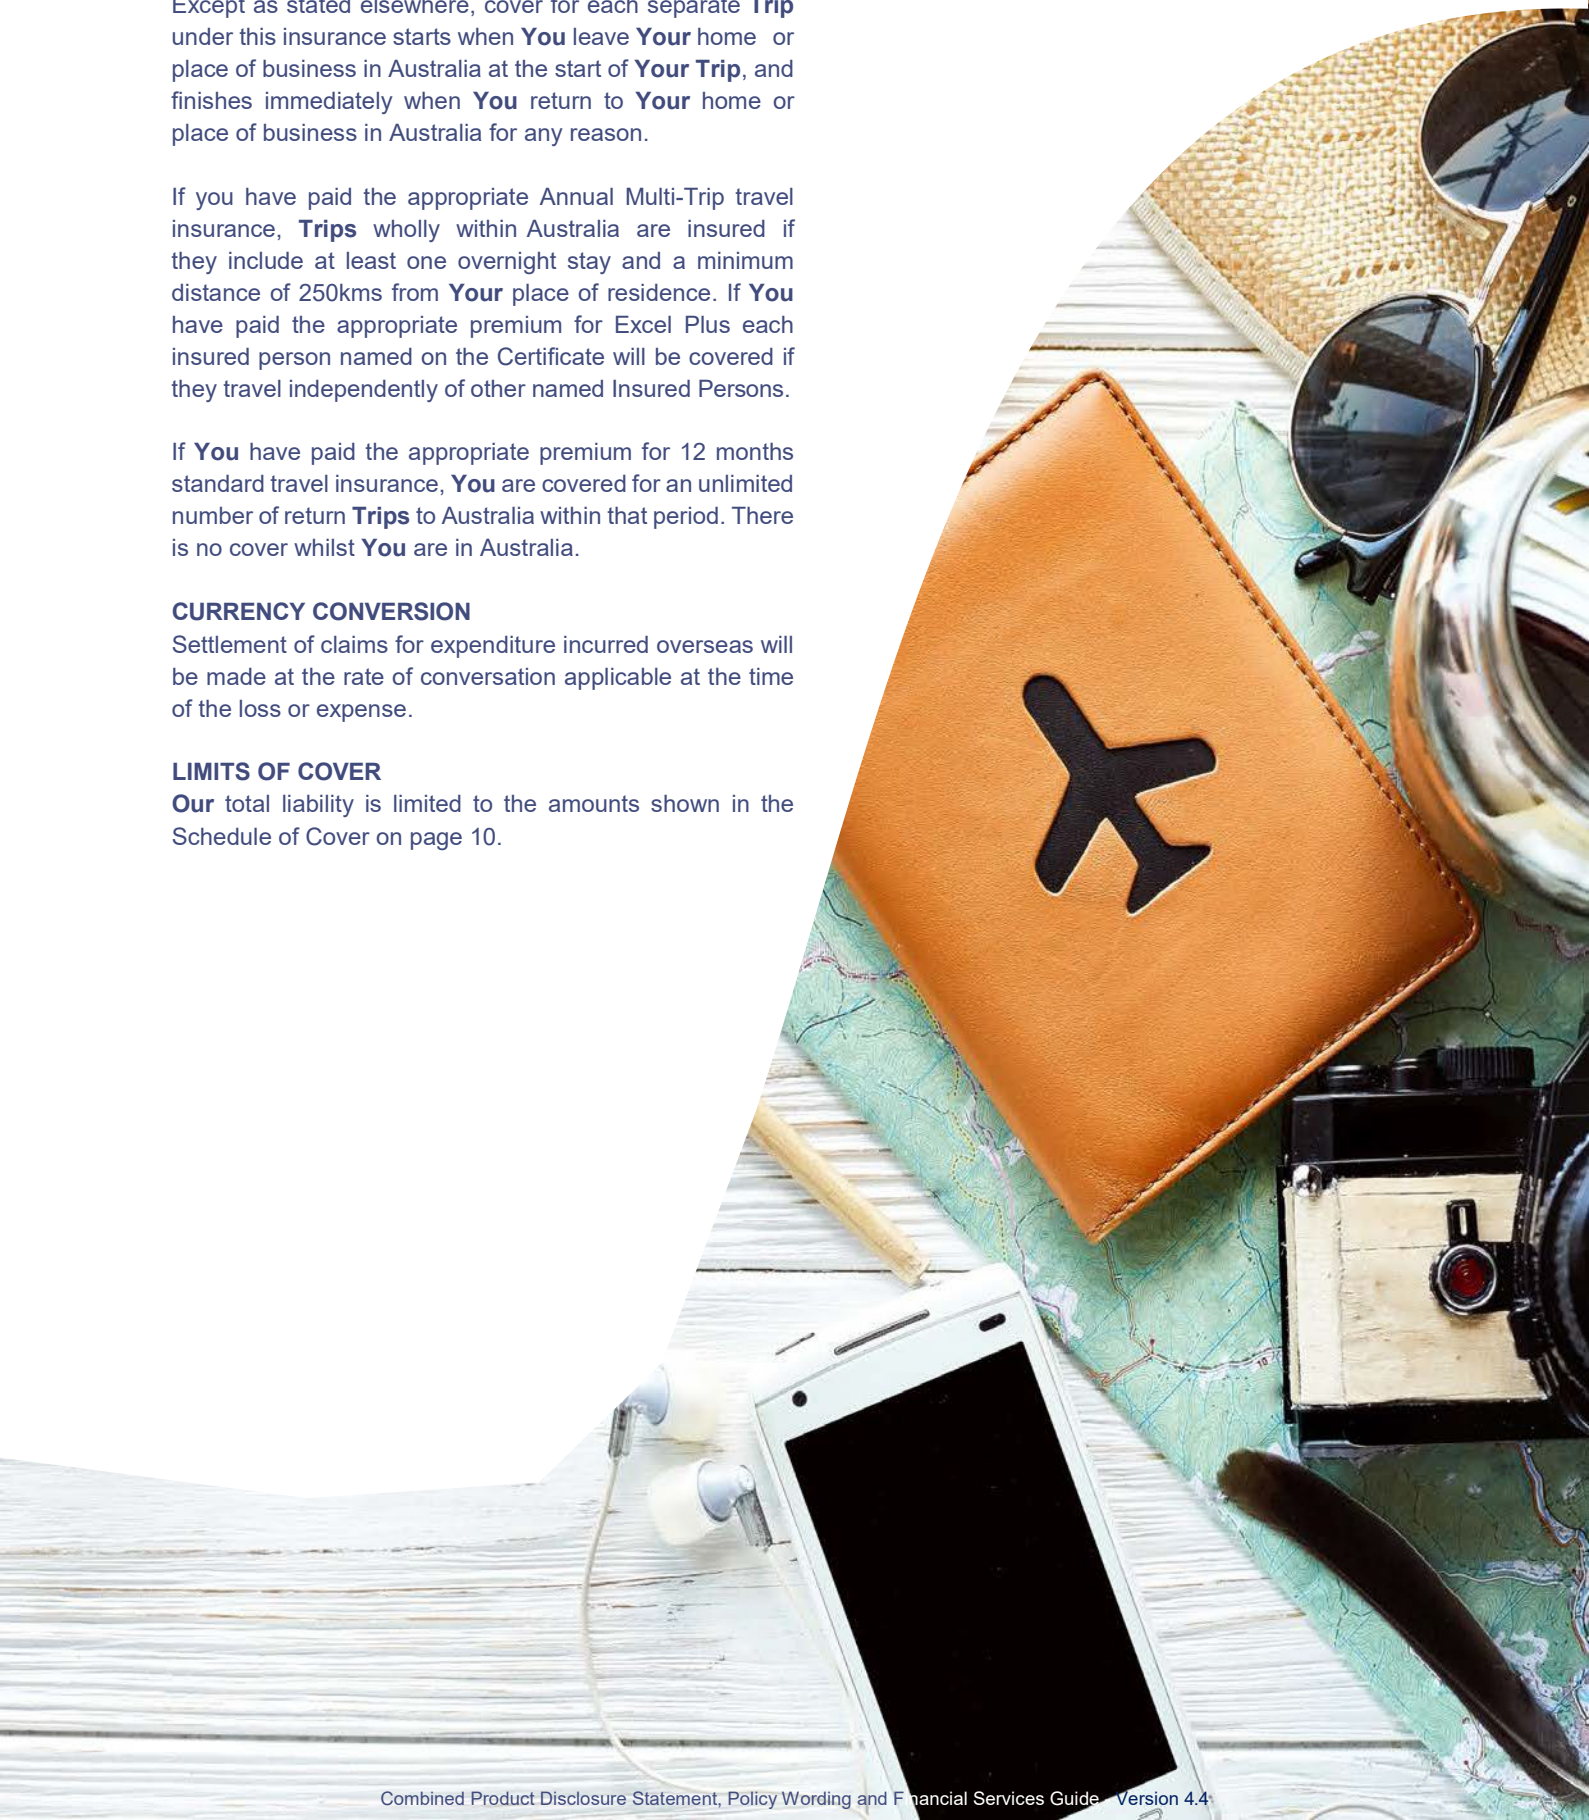 Except as stated elsewhere, cover for each separate Trip
under this insurance starts when You leave Your home or
place of business in Australia at the start of Your Trip, and
finishes immediately when You return to Your home or
place of business in Australia for any reason.
If you have paid the appropriate Annual Multi-Trip travel
insurance, Trips wholly within Australia are insured if
they include at least one overnight stay and a minimum
distance of 250kms from Your place of residence. If You
have paid the appropriate premium for Excel Plus each
insured person named on the Certificate will be covered if
they travel independently of other named Insured Persons.
If You have paid the appropriate premium for 12 months
standard travel insurance, You are covered for an unlimited
number of return Trips to Australia within that period. There
is no cover whilst You are in Australia.
CURRENCY CONVERSION
Settlement of claims for expenditure incurred overseas will
be made at the rate of conversation applicable at the time
of the loss or expense.
LIMITS OF COVER
Our total liability is limited to the amounts shown in the
Schedule of Cover on page 10.
10
Combined Product Disclosure Statement, Policy Wording and Financial Services Guide Version 4.4